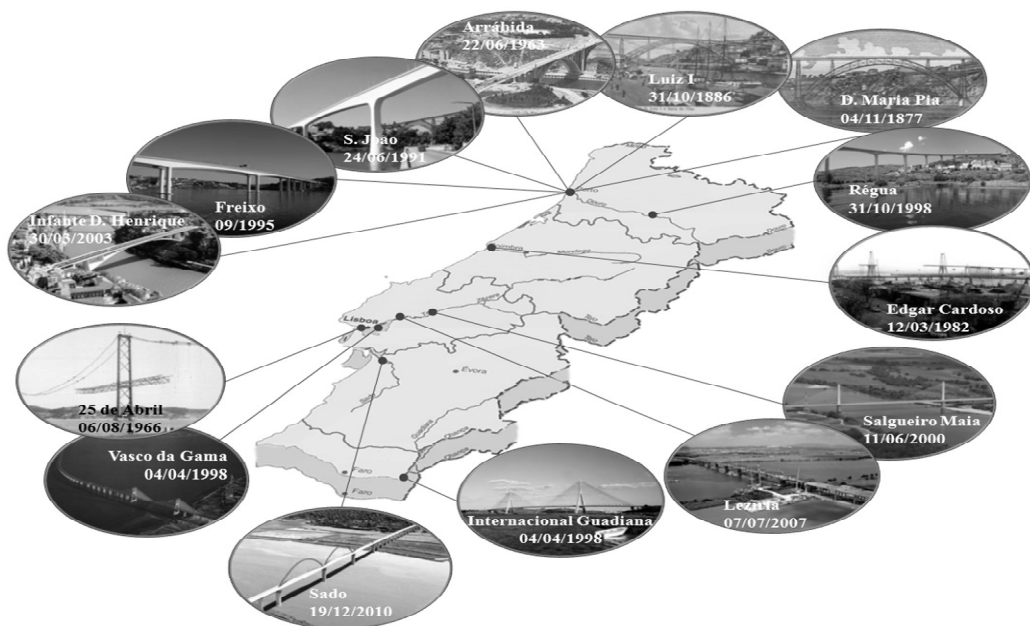 Arrábida
22/06/1963
Luiz I
31/10/1886
D. Maria Pia
04/11/1877
S. Joao
24/06/1991
Régua
31/10/1998
Freixo
09/1995
Infante D. Henrique
30/03/2003
Edgar Cardoso
12/03/1982
Lisboa
25 de Abril
06/08/1966
Évora
Salgueiro Maia
11/06/2000
Vasco da Gama
04/04/1998
Faro
Faro
Internacional Guadiana
04/04/1998
Lezíria
07/07/2007
Sado
19/12/2010